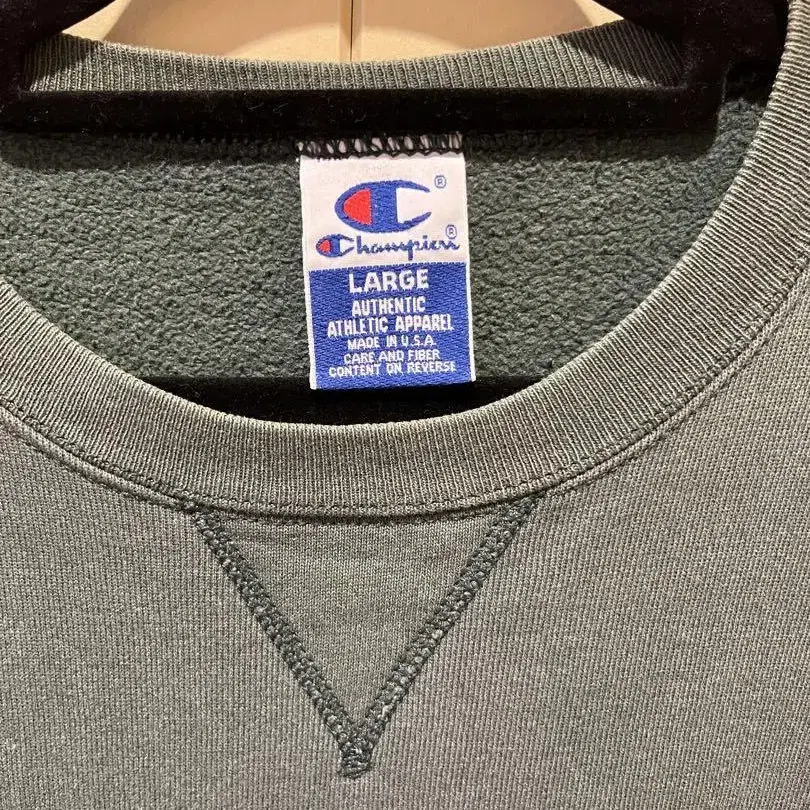 ®
Champion®
LARGE
AUTHENTIC
ATHLETIC APPAREL
MADE IN U.S.A.
CARE AND FIBER
CONTENT ON REVERSE